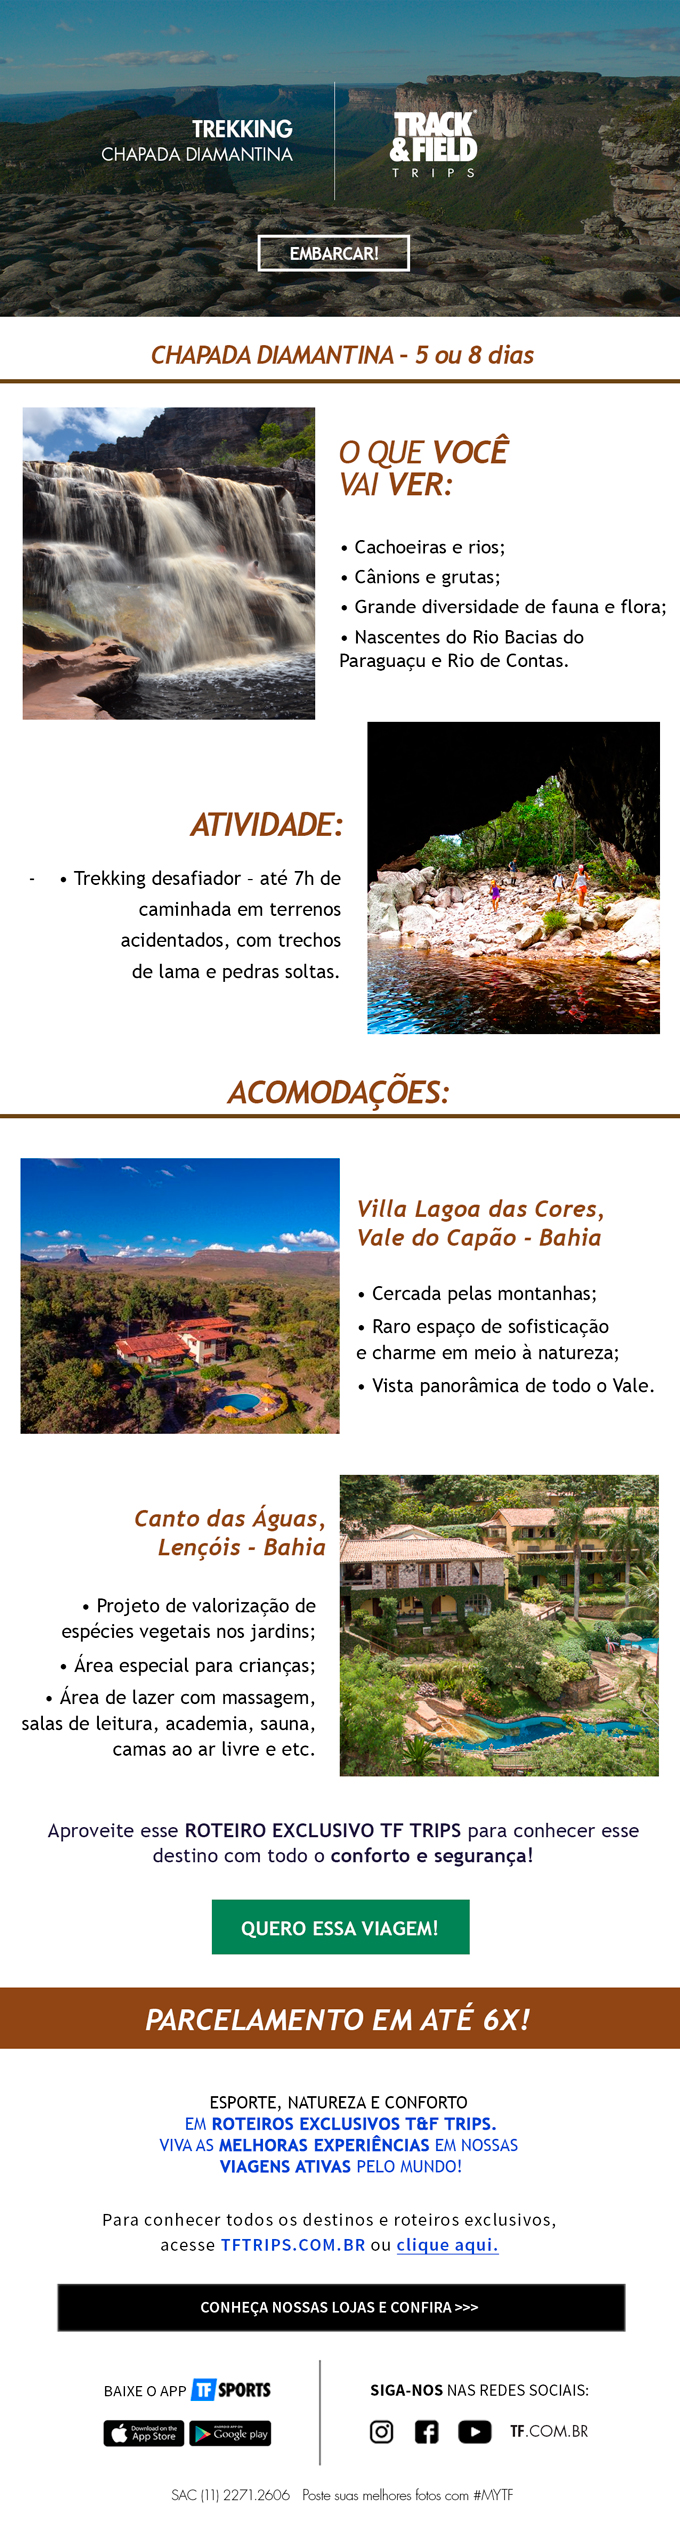 TREKKING
CHAPADA DIAMANTINA
TRACK
&FIELD
TRIPS
EMBARCAR!
CHAPADA DIAMANTINA – 5 ou 8 dias
O QUE VOCÊ
VAI VER:
• Cachoeiras e rios;
• Cânions e grutas;
• Grande diversidade de fauna e flora;
• Nascentes do Rio Bacias do
Paraguaçu e Rio de Contas.
ATIVIDADE:
- • Trekking desafiador – até 7h de
caminhada em terrenos
acidentados, com trechos
de lama e pedras soltas.
ACOMODAÇÕES:
Villa Lagoa das Cores,
Vale do Capão - Bahia
• Cercada pelas montanhas;
• Raro espaço de sofisticação
e charme em meio à natureza;
• Vista panorâmica de todo o Vale.
Canto das Águas,
Lençóis - Bahia
• Projeto de valorização de
espécies vegetais nos jardins;
• Área especial para crianças;
• Área de lazer com massagem,
salas de leitura, academia, sauna,
camas ao ar livre e etc.
Aproveite esse ROTEIRO EXCLUSIVO TF TRIPS para conhecer esse
destino com todo o conforto e segurança!
QUERO ESSA VIAGEM!
PARCELAMENTO EM ATÉ 6X!
ESPORTE, NATUREZA E CONFORTO
EM ROTEIROS EXCLUSIVOS T&F TRIPS.
VIVA AS MELHORAS EXPERIÊNCIAS EM NOSSAS
VIAGENS ATIVAS PELO MUNDO!
Para conhecer todos os destinos e roteiros exclusivos,
acesse TFTRIPS.COM.BR ou clique aqui.
CONHEÇA NOSSAS LOJAS E CONFIRA >>>
BAIXE O APP TF SPORTS
Download on the
App Store
ANDROID APP ON
Google play
SIGA-NOS NAS REDES SOCIAIS:
TF.COM.BR
SAC (11) 2271.2606 Poste suas melhores fotos com #MYTF